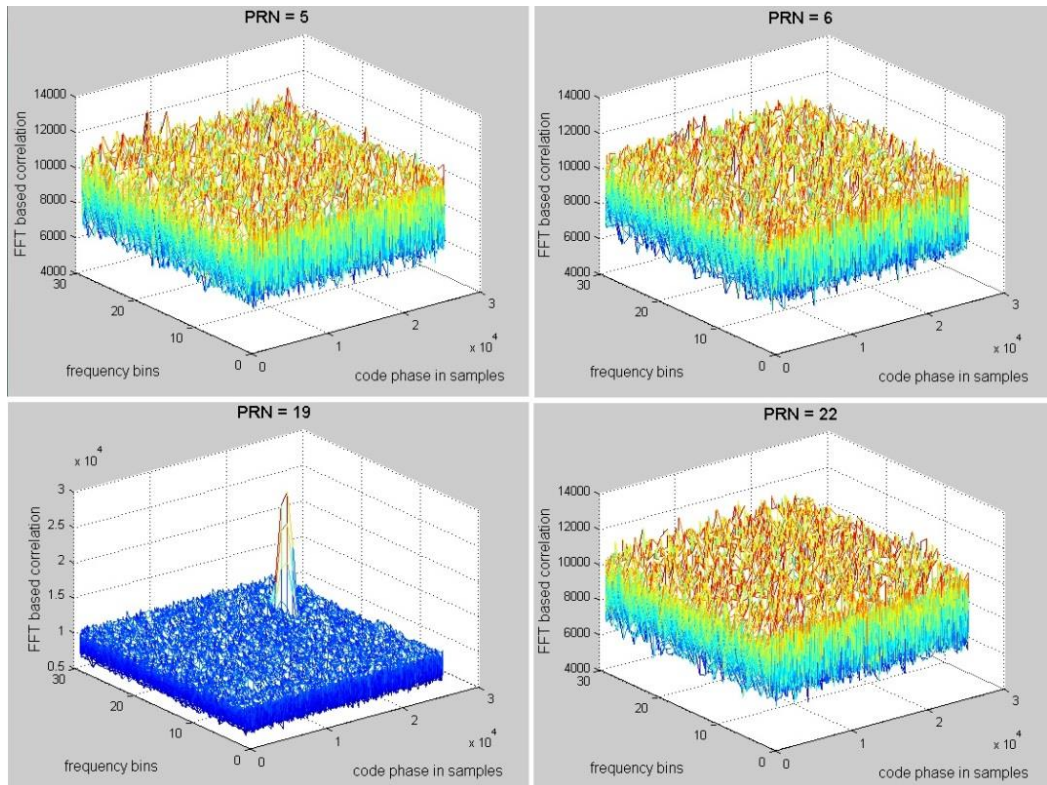 PRN = 5
14000
12000
10000
8000
6000
4000
FFT based correlation
30
20
10
0
frequency bins
0
1
2
3
x 10^4
code phase in samples
PRN = 6
14000
12000
10000
8000
6000
4000
FFT based correlation
30
20
10
0
frequency bins
0
1
2
3
x 10^4
code phase in samples
PRN = 19
x 10^4
3
2.5
2
1.5
1
0.5
FFT based correlation
30
20
10
0
frequency bins
0
1
2
3
x 10^4
code phase in samples
PRN = 22
14000
12000
10000
8000
6000
4000
FFT based correlation
30
20
10
0
frequency bins
0
1
2
3
x 10^4
code phase in samples